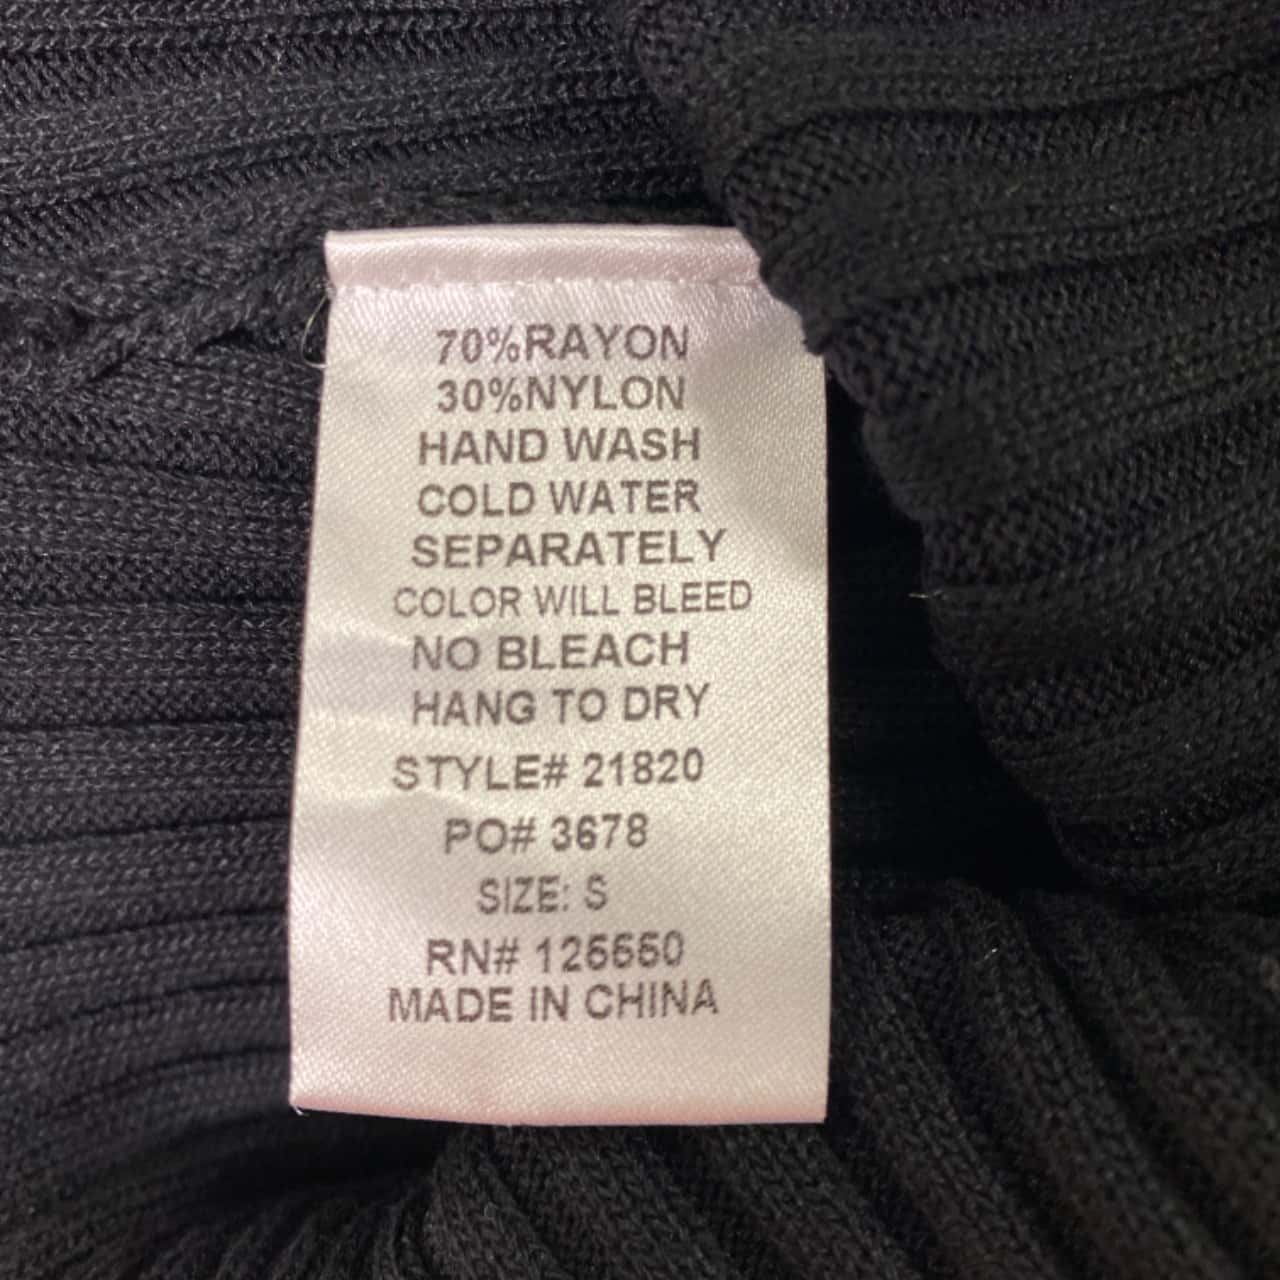 70%RAYON
30%NYLON
HAND WASH
COLD WATER
SEPARATELY
COLOR WILL BLEED
NO BLEACH
HANG TO DRY
STYLE# 21820
PO# 3678
SIZE: S
RN#
MADE IN CHINA